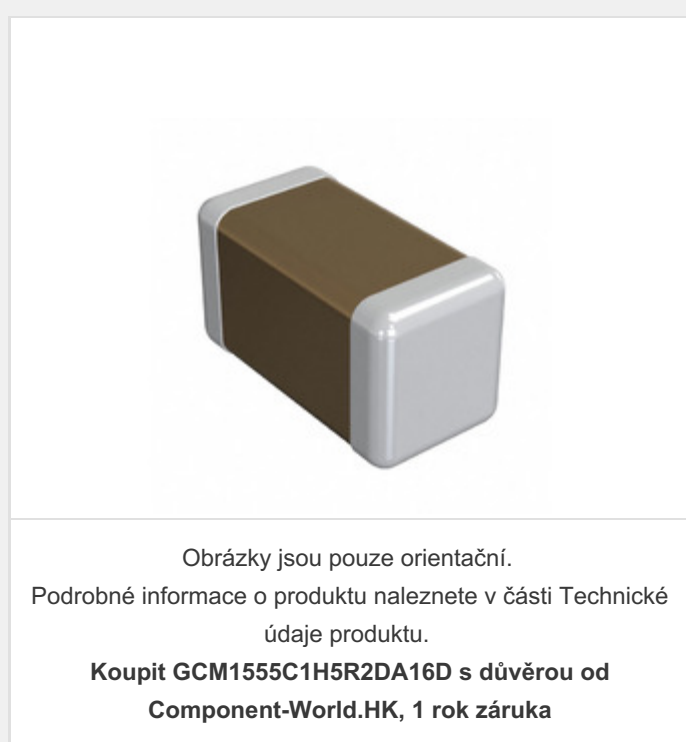 Obrázky jsou pouze orientační.
Podrobné informace o produktu naleznete v části Technické
údaje produktu.
Koupit GCM1555C1H5R2DA16D s důvěrou od
Component-World.HK, 1 rok záruka